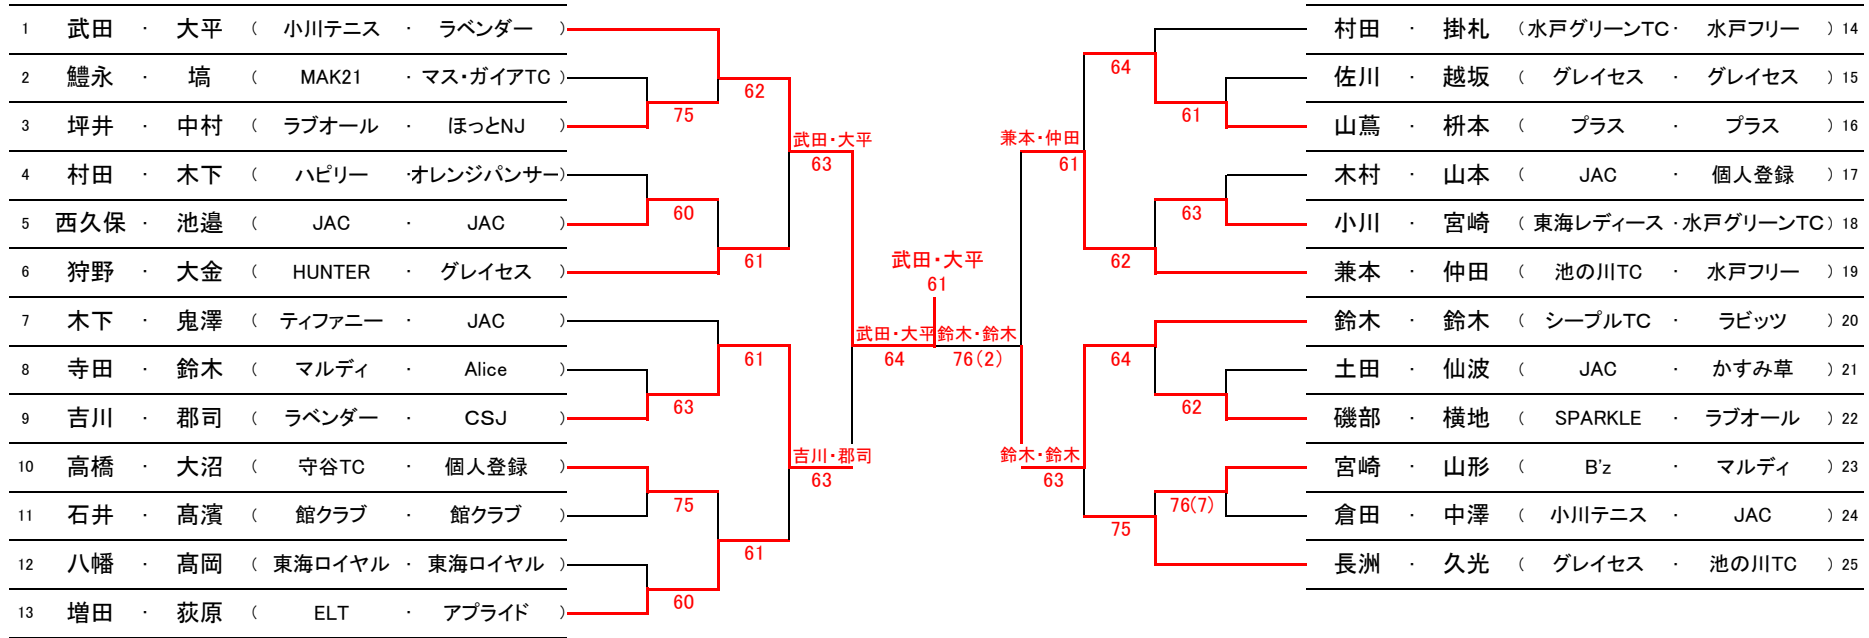 1 武田 ・ 大平 ( 小川テニス ・ ラベンダー )
2 鱧永 ・ 塙 ( MAK21 ・ マス・ガイアTC )
3 坪井 ・ 中村 ( ラブオール ・ ほっとNJ )
4 村田 ・ 木下 ( ハピリー ・オレンジパンサー)
5 西久保 ・ 池邉 ( JAC ・ JAC )
6 狩野 ・ 大金 ( HUNTER ・ グレイセス )
7 木下 ・ 鬼澤 ( ティファニー ・ JAC )
8 寺田 ・ 鈴木 ( マルディ ・ Alice )
9 吉川 ・ 郡司 ( ラベンダー ・ CSJ )
10 高橋 ・ 大沼 ( 守谷TC ・ 個人登録 )
11 石井 ・ 髙濱 ( 館クラブ ・ 館クラブ )
12 八幡 ・ 髙岡 ( 東海ロイヤル ・ 東海ロイヤル )
13 増田 ・ 荻原 ( ELT ・ アプライド )
75
60
63
75
60
62
61
61
61
武田・大平
63
吉川・郡司
63
武田・大平
64
武田・大平
61
鈴木・鈴木
76(2)
兼本・仲田
61
鈴木・鈴木
63
64
62
64
75
61
63
62
76(7)
村田 ・ 掛札 (水戸グリーンTC・ 水戸フリー ) 14
佐川 ・ 越坂 ( グレイセス ・ グレイセス ) 15
山蔦 ・ 枡本 ( プラス ・ プラス ) 16
木村 ・ 山本 ( JAC ・ 個人登録 ) 17
小川 ・ 宮崎 ( 東海レディース ・水戸グリーンTC) 18
兼本 ・ 仲田 ( 池の川TC ・ 水戸フリー ) 19
鈴木 ・ 鈴木 ( シープルTC ・ ラビッツ ) 20
土田 ・ 仙波 ( JAC ・ かすみ草 ) 21
磯部 ・ 横地 ( SPARKLE ・ ラブオール ) 22
宮崎 ・ 山形 ( B'z ・ マルディ ) 23
倉田 ・ 中澤 ( 小川テニス ・ JAC ) 24
長洲 ・ 久光 ( グレイセス ・ 池の川TC ) 25